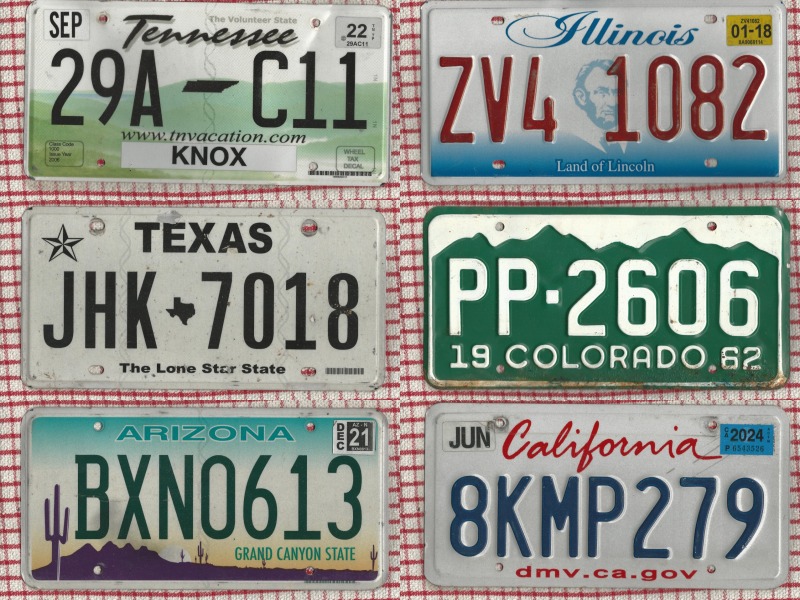 SEP
The Volunteer State
Tennessee
22
29AC11
29A C11
www.tnvacation.com
KNOX
WHEEL
TAX
DECAL
Illinois
01-18
ZV4 1082
Land of Lincoln
TEXAS
JHK 7018
The Lone Star State
PP·2606
19 COLORADO 62
ARIZONA
DEC
21
BXN0613
GRAND CANYON STATE
JUN
California
2024
8KMP279
dmv.ca.gov